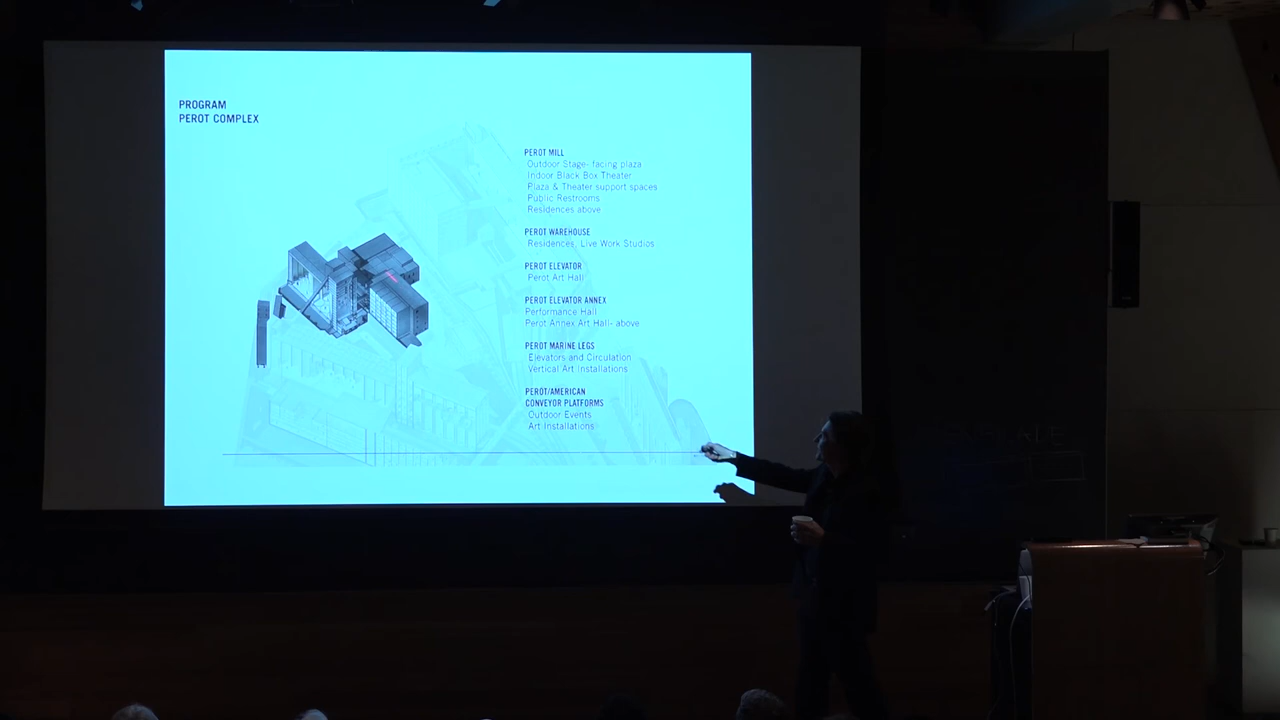 PROGRAM
PEROT COMPLEX
PEROT MILL
Outdoor Stage- facing plaza
Indoor Black Box Theater
Plaza & Theater support spaces
Public Restrooms
Residences above
PEROT WAREHOUSE
Residences, Live Work Studios
PEROT ELEVATOR
Perot Art Hall
PEROT ELEVATOR ANNEX
Performance Hall
Perot Annex Art Hall- above
PEROT MARINE LEGS
Elevators and Circulation
Vertical Art Installations
PEROT/AMERICAN
CONVEYOR PLATFORMS
Outdoor Events
Art Installations